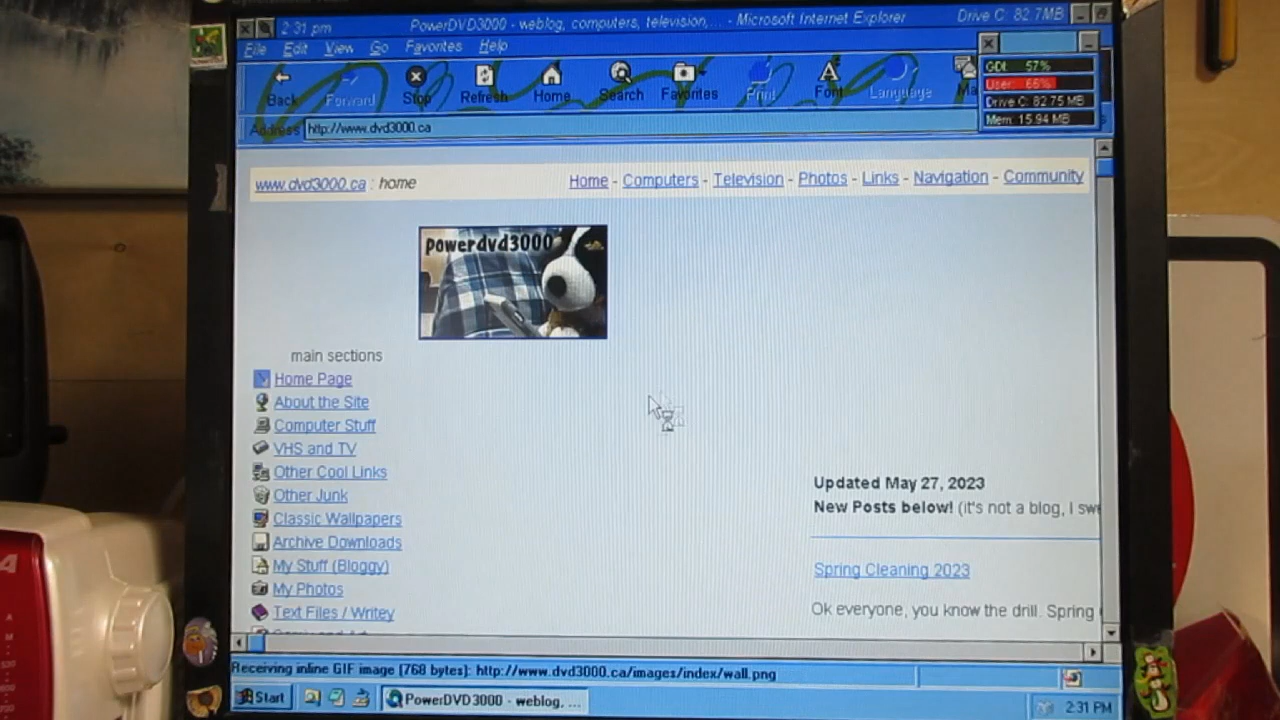 2:31 pm PowerDVD3000 - weblog, computers, television,... - Microsoft Internet Explorer Drive C: 82.7MB
File Edit View Go Favorites Help
GDI: 57%
User: 66%
Drive C: 82.75 MB
Mem: 15.94 MB
Back Forward Stop Refresh Home Search Favorites Print Font Language Ma
Address http://www.dvd3000.ca
www.dvd3000.ca : home
Home - Computers - Television - Photos - Links - Navigation - Community
powerdvd3000
main sections
Home Page
About the Site
Computer Stuff
VHS and TV
Other Cool Links
Other Junk
Classic Wallpapers
Archive Downloads
My Stuff (Bloggy)
My Photos
Text Files / Writey
Updated May 27, 2023
New Posts below! (it's not a blog, I swe
Spring Cleaning 2023
Ok everyone, you know the drill. Spring
Receiving inline GIF image [768 bytes]: http://www.dvd3000.ca/images/index/wall.png
Start PowerDVD3000 - weblog, ... 2:31 PM